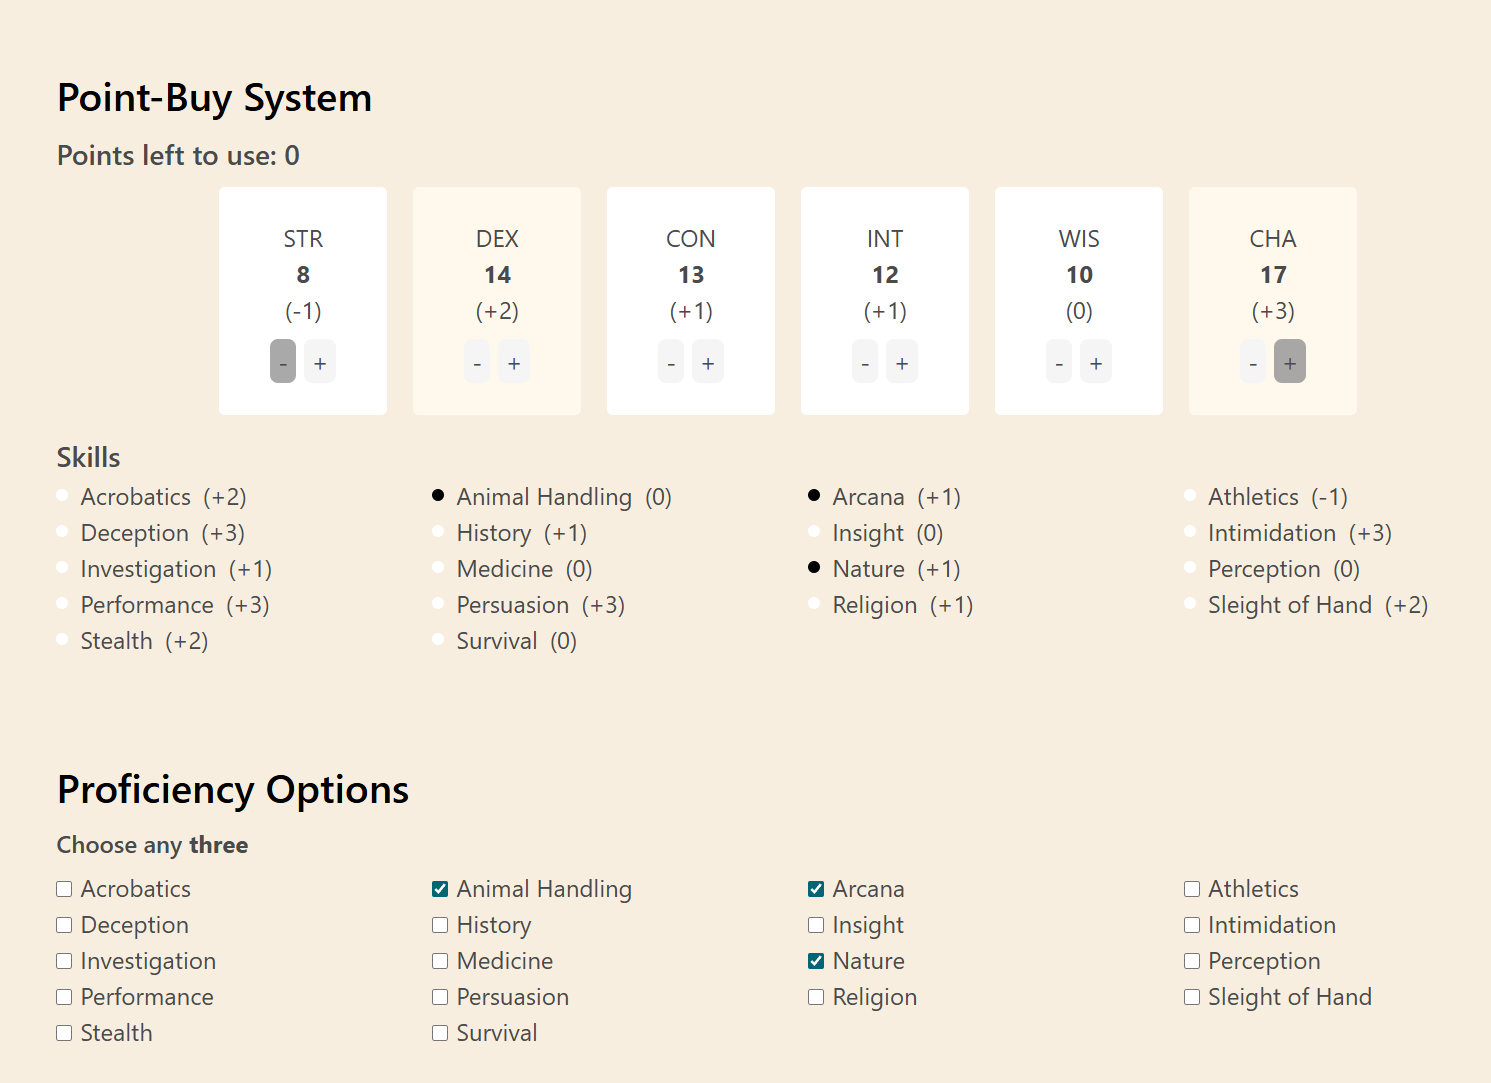 Point-Buy System
Points left to use: 0
STR DEX CON INT WIS CHA
8 14 13 12 10 17
(-1) (+2) (+1) (+1) (0) (+3)
- + - + - + - + - + - +
Skills
Acrobatics (+2) Animal Handling (0) Arcana (+1) Athletics (-1)
Deception (+3) History (+1) Insight (0) Intimidation (+3)
Investigation (+1) Medicine (0) Nature (+1) Perception (0)
Performance (+3) Persuasion (+3) Religion (+1) Sleight of Hand (+2)
Stealth (+2) Survival (0)
Proficiency Options
Choose any three
Acrobatics Animal Handling Arcana Athletics
Deception History Insight Intimidation
Investigation Medicine Nature Perception
Performance Persuasion Religion Sleight of Hand
Stealth Survival